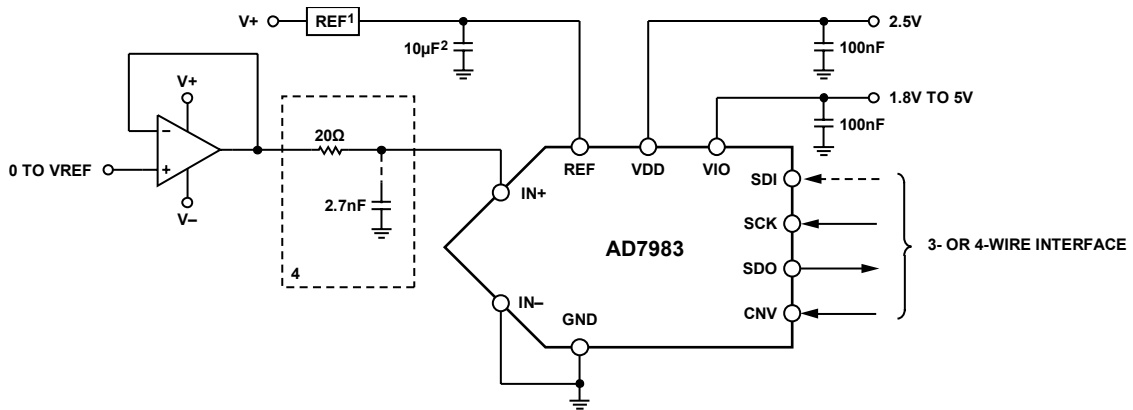 V+ REF¹
10µF²
2.5V
100nF
1.8V TO 5V
100nF
V+
−
+
0 TO VREF
V−
20Ω
2.7nF
4
REF VDD VIO
IN+
IN−
GND
AD7983
SDI
SCK
SDO
CNV
3- OR 4-WIRE INTERFACE